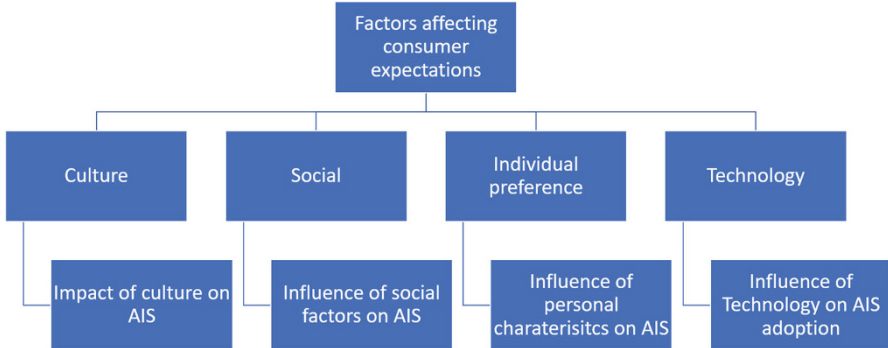 Factors affecting
consumer
expectations
Culture
Social
Individual
preference
Technology
Impact of culture on
AIS
Influence of social
factors on AIS
Influence of
personal
charaterisitcs on AIS
Influence of
Technology on AIS
adoption